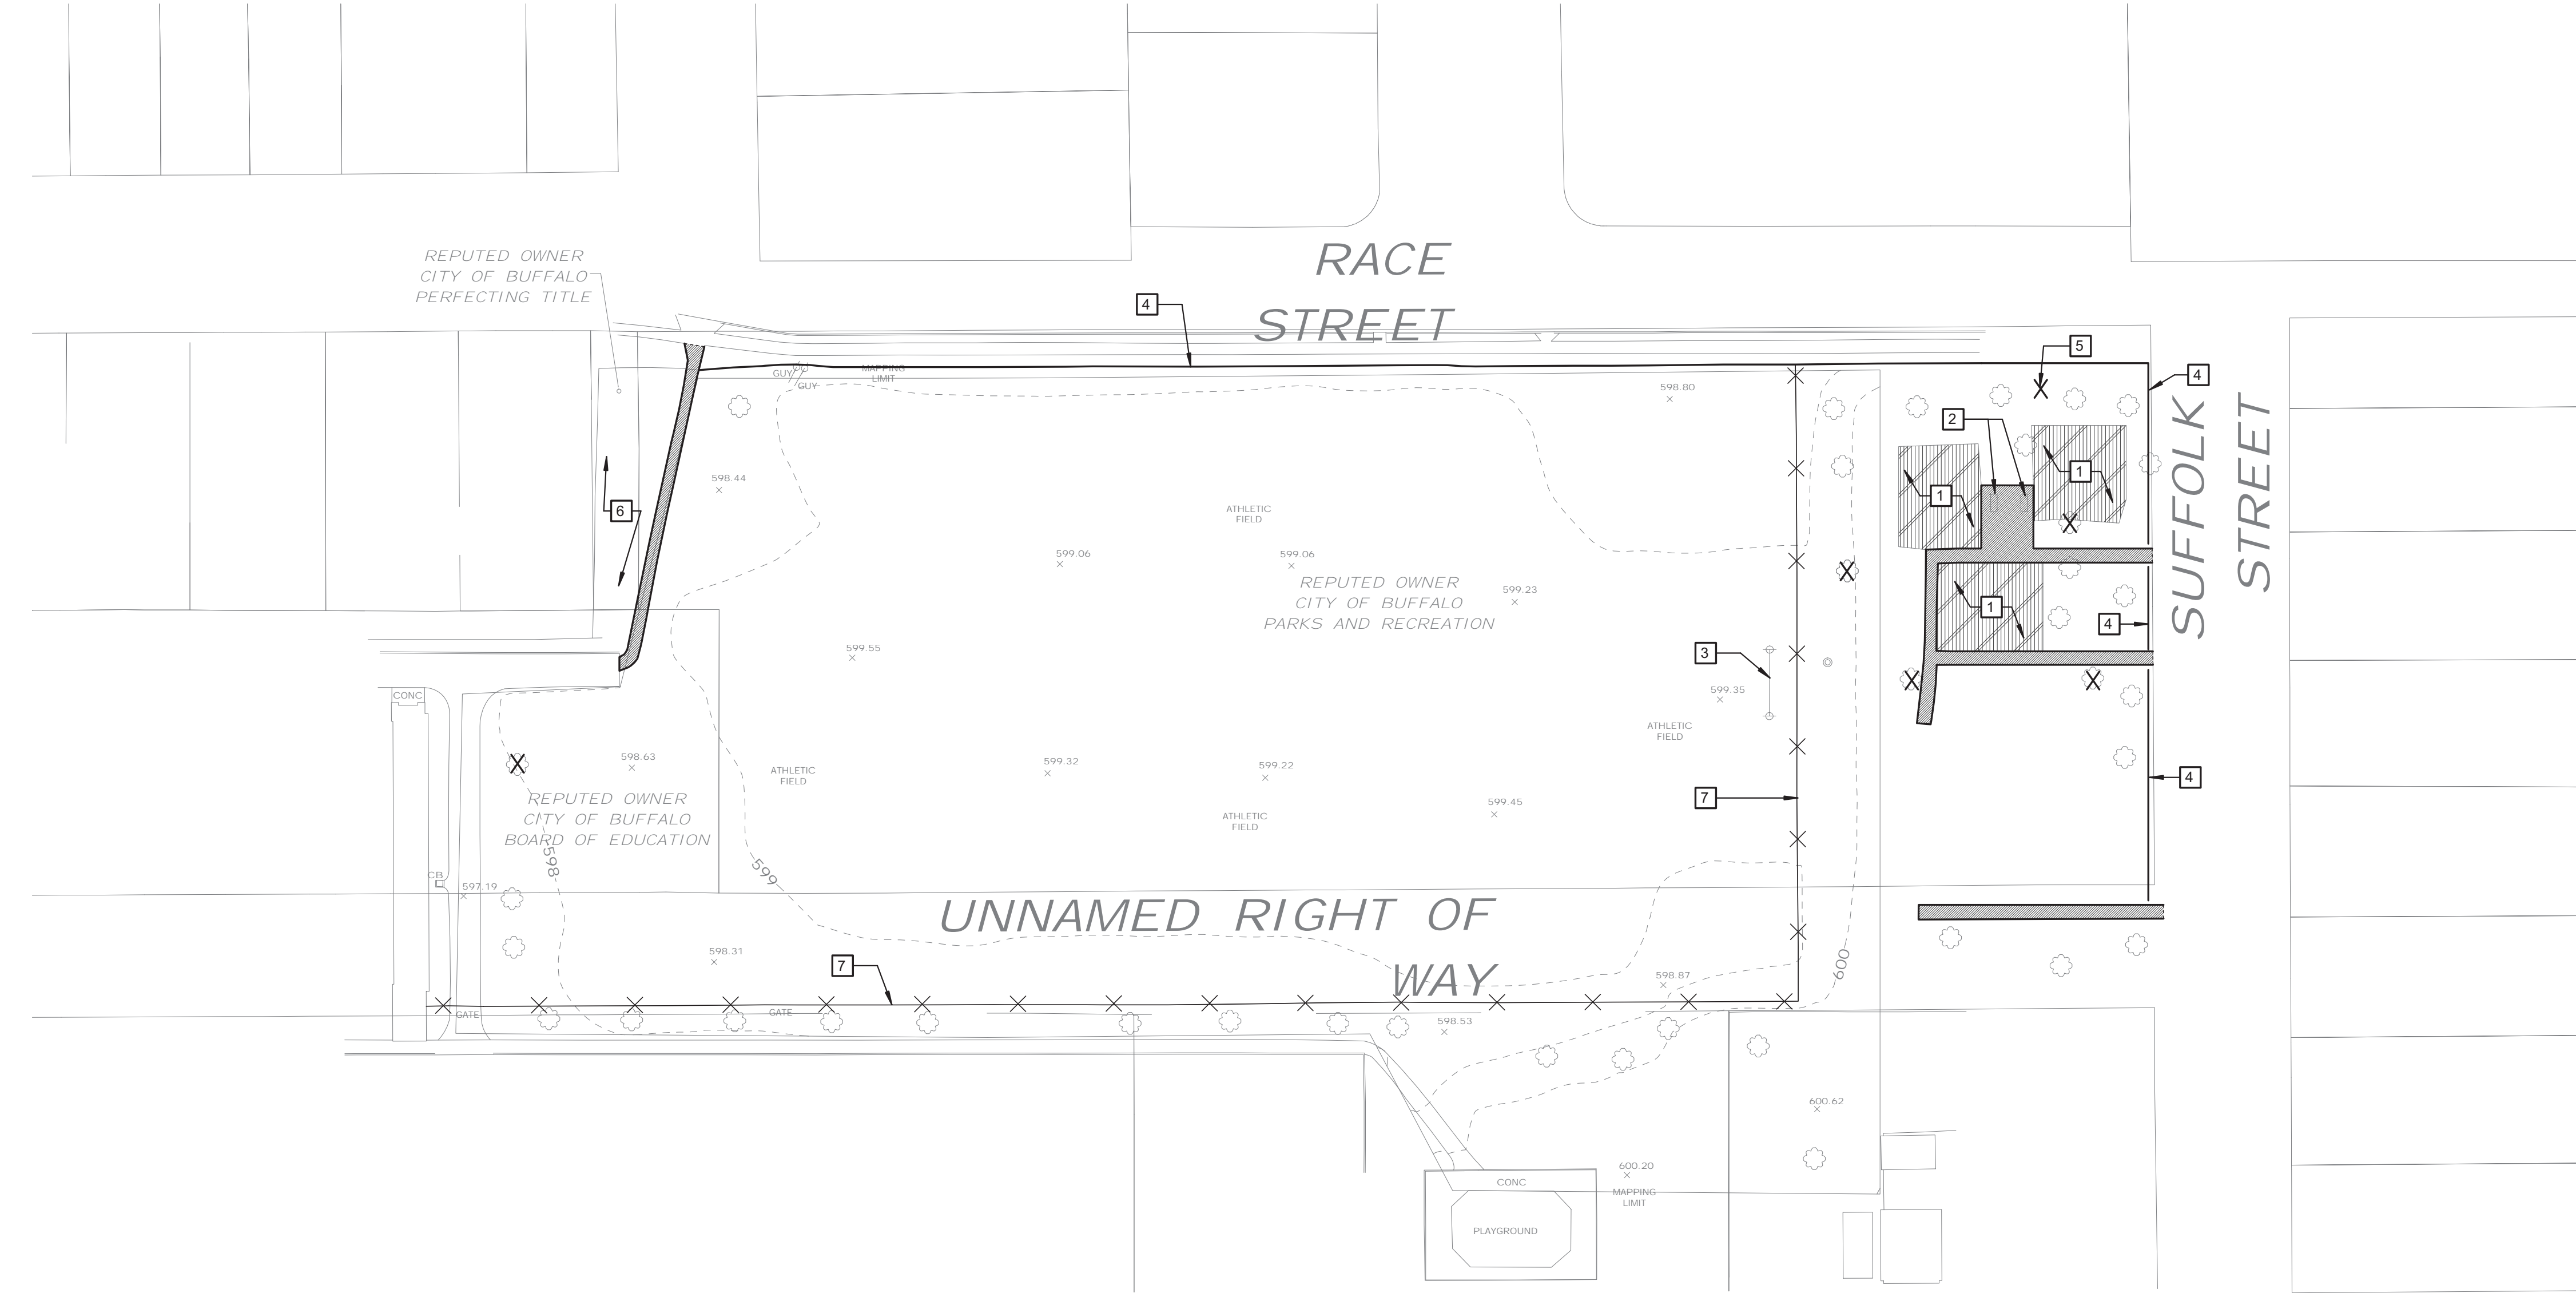 REPUTED OWNER
CITY OF BUFFALO
PERFECTING TITLE
RACE
STREET
4
GUY
GUY
MAPPING
LIMIT
598.80
5
4
2
1
1
1
4
4
SUFFOLK
STREET
598.44
6
ATHLETIC
FIELD
599.06
599.06
REPUTED OWNER
CITY OF BUFFALO
PARKS AND RECREATION
599.23
599.55
3
599.35
ATHLETIC
FIELD
CONC
598.63
ATHLETIC
FIELD
599.32
599.22
599.45
7
REPUTED OWNER
CITY OF BUFFALO
BOARD OF EDUCATION
ATHLETIC
FIELD
598
599
600
CB
597.19
UNNAMED RIGHT OF
WAY
598.31
7
598.87
GATE
GATE
598.53
600.62
600.20
MAPPING
LIMIT
CONC
PLAYGROUND